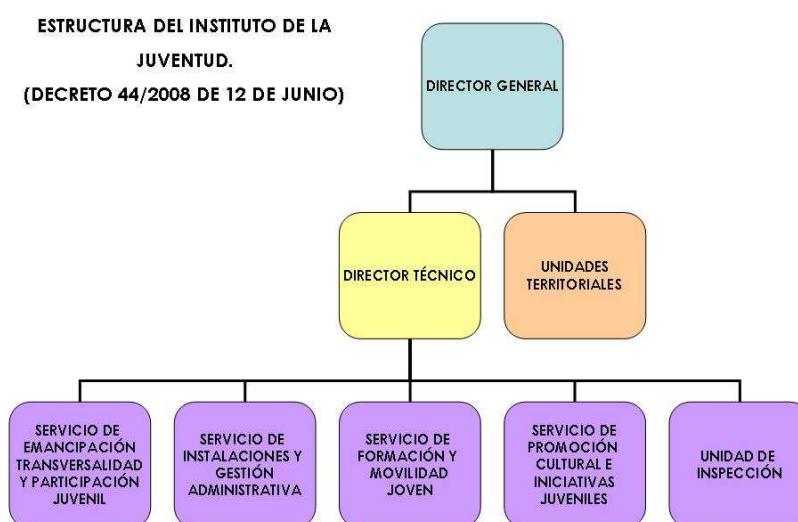 ESTRUCTURA DEL INSTITUTO DE LA
JUVENTUD.
(DECRETO 44/2008 DE 12 DE JUNIO)
DIRECTOR GENERAL
DIRECTOR TÉCNICO
UNIDADES
TERRITORIALES
SERVICIO DE
EMANCIPACIÓN
TRANSVERSALIDAD
Y PARTICIPACIÓN
JUVENIL
SERVICIO DE
INSTALACIONES Y
GESTIÓN
ADMINISTRATIVA
SERVICIO DE
FORMACIÓN Y
MOVILIDAD
JOVEN
SERVICIO DE
PROMOCIÓN
CULTURAL E
INICIATIVAS
JUVENILES
UNIDAD DE
INSPECCIÓN